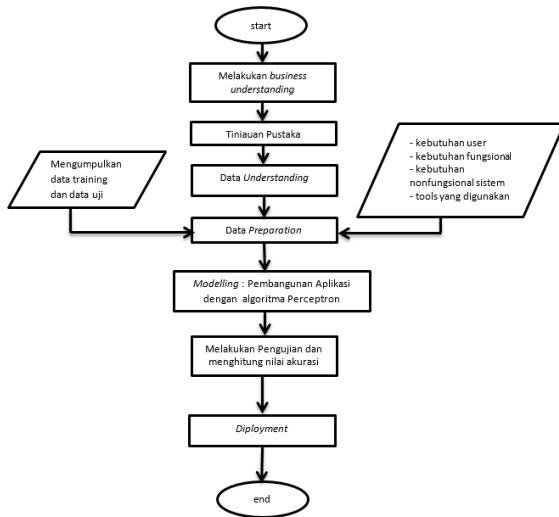 start
Melakukan business
understanding
Tiniauan Pustaka
Mengumpulkan
data training
dan data uji
Data Understanding
- kebutuhan user
- kebutuhan fungsional
- kebutuhan
nonfungsional sistem
- tools yang digunakan
Data Preparation
Modelling : Pembangunan Aplikasi
dengan algoritma Perceptron
Melakukan Pengujian dan
menghitung nilai akurasi
Diployment
end